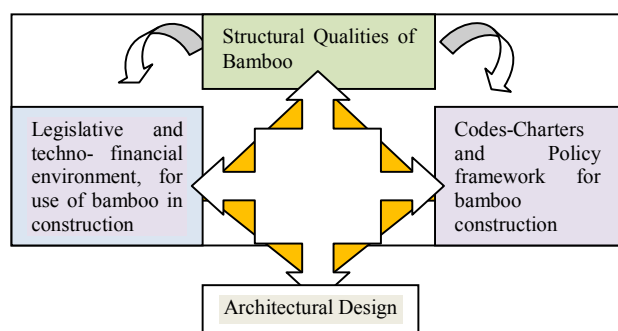 Structural Qualities of
Bamboo
Legislative and
techno- financial
environment, for
use of bamboo in
construction
Codes-Charters
and Policy
framework for
bamboo
construction
Architectural Design